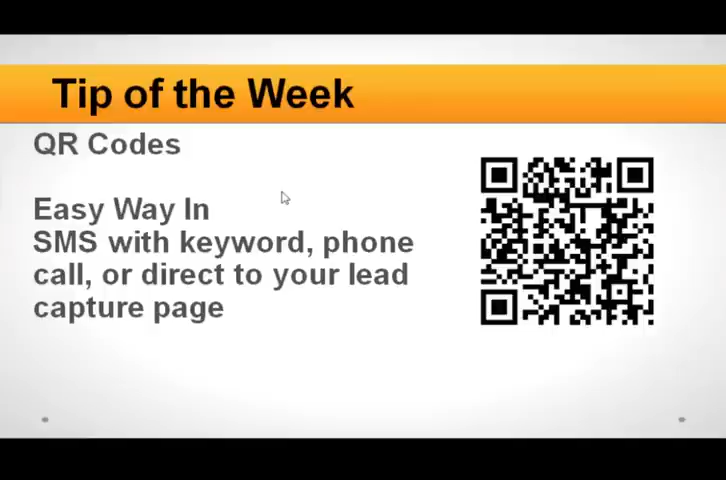 Tip of the Week
QR Codes
Easy Way In
SMS with keyword, phone
call, or direct to your lead
capture page